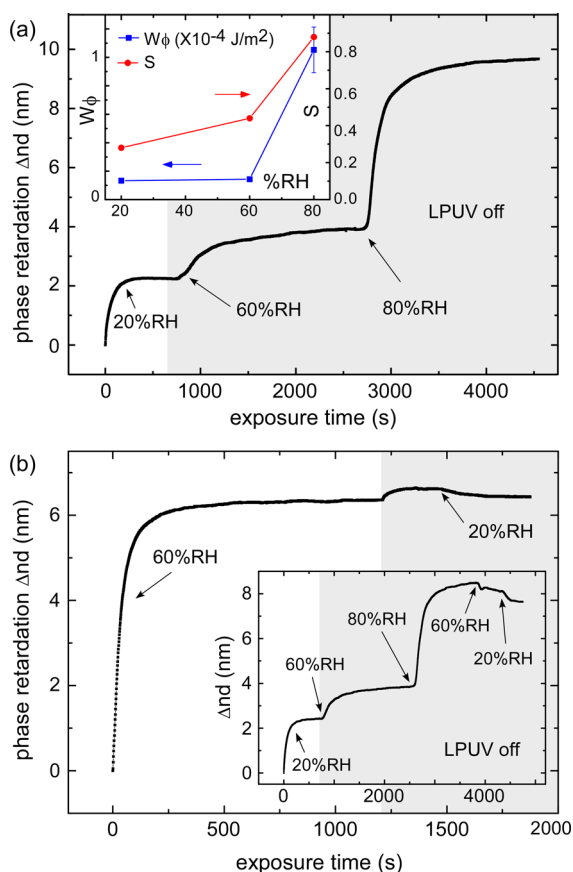 (a)
Wϕ (X10-4 J/m2)
S
10
8
6
4
2
0
phase retardation Δnd (nm)
1
0
Wϕ
0.8
0.6
0.4
0.2
0.0
S
%RH
20 40 60 80
LPUV off
20%RH
60%RH
80%RH
0 1000 2000 3000 4000
exposure time (s)
(b)
6
4
2
0
phase retardation Δnd (nm)
60%RH
20%RH
8
6
4
2
0
Δnd (nm)
80%RH
60%RH
60%RH
20%RH
20%RH
LPUV off
0 2000 4000
0 500 1000 1500 2000
exposure time (s)